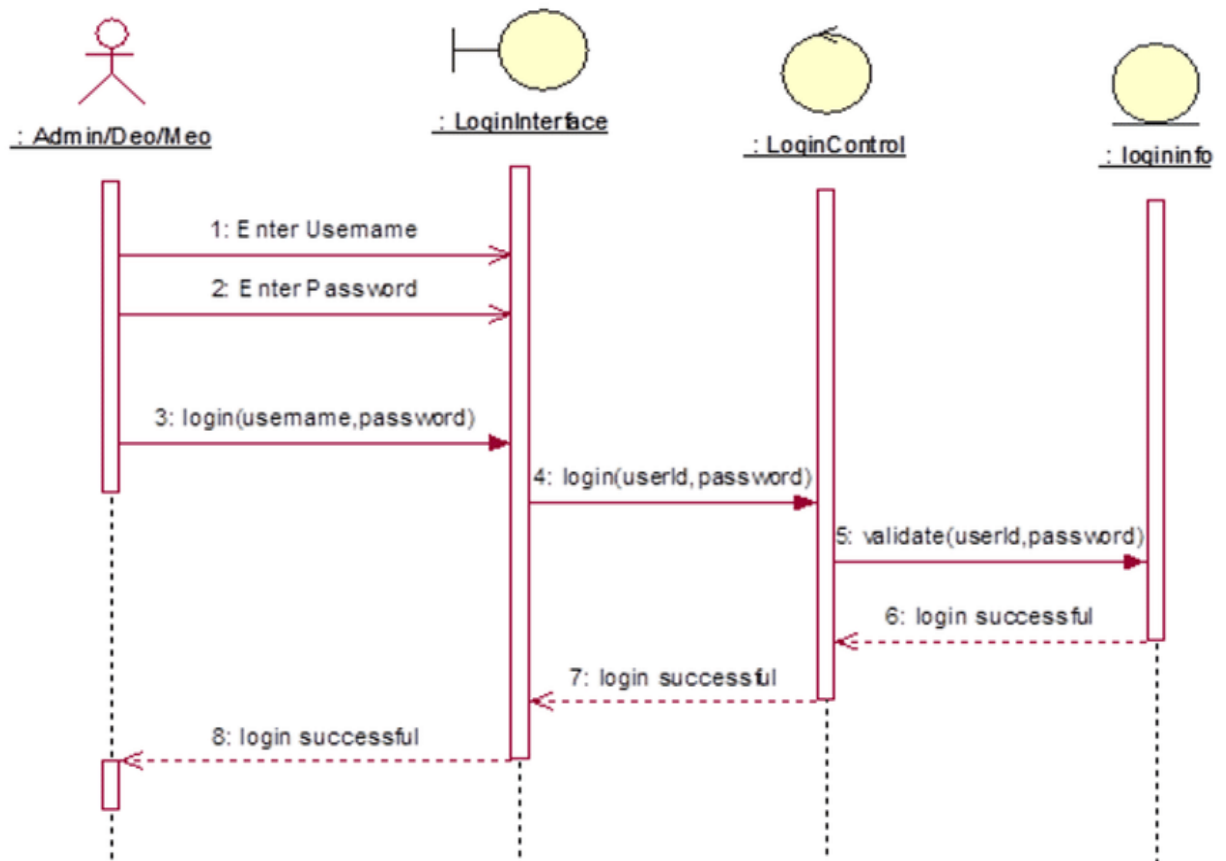 : Admin/Deo/Meo
: LoginInterface
: LoginControl
: logininfo
1: Enter Username
2: Enter Password
3: login(username,password)
4: login(userId,password)
5: validate(userId,password)
6: login successful
7: login successful
8: login successful